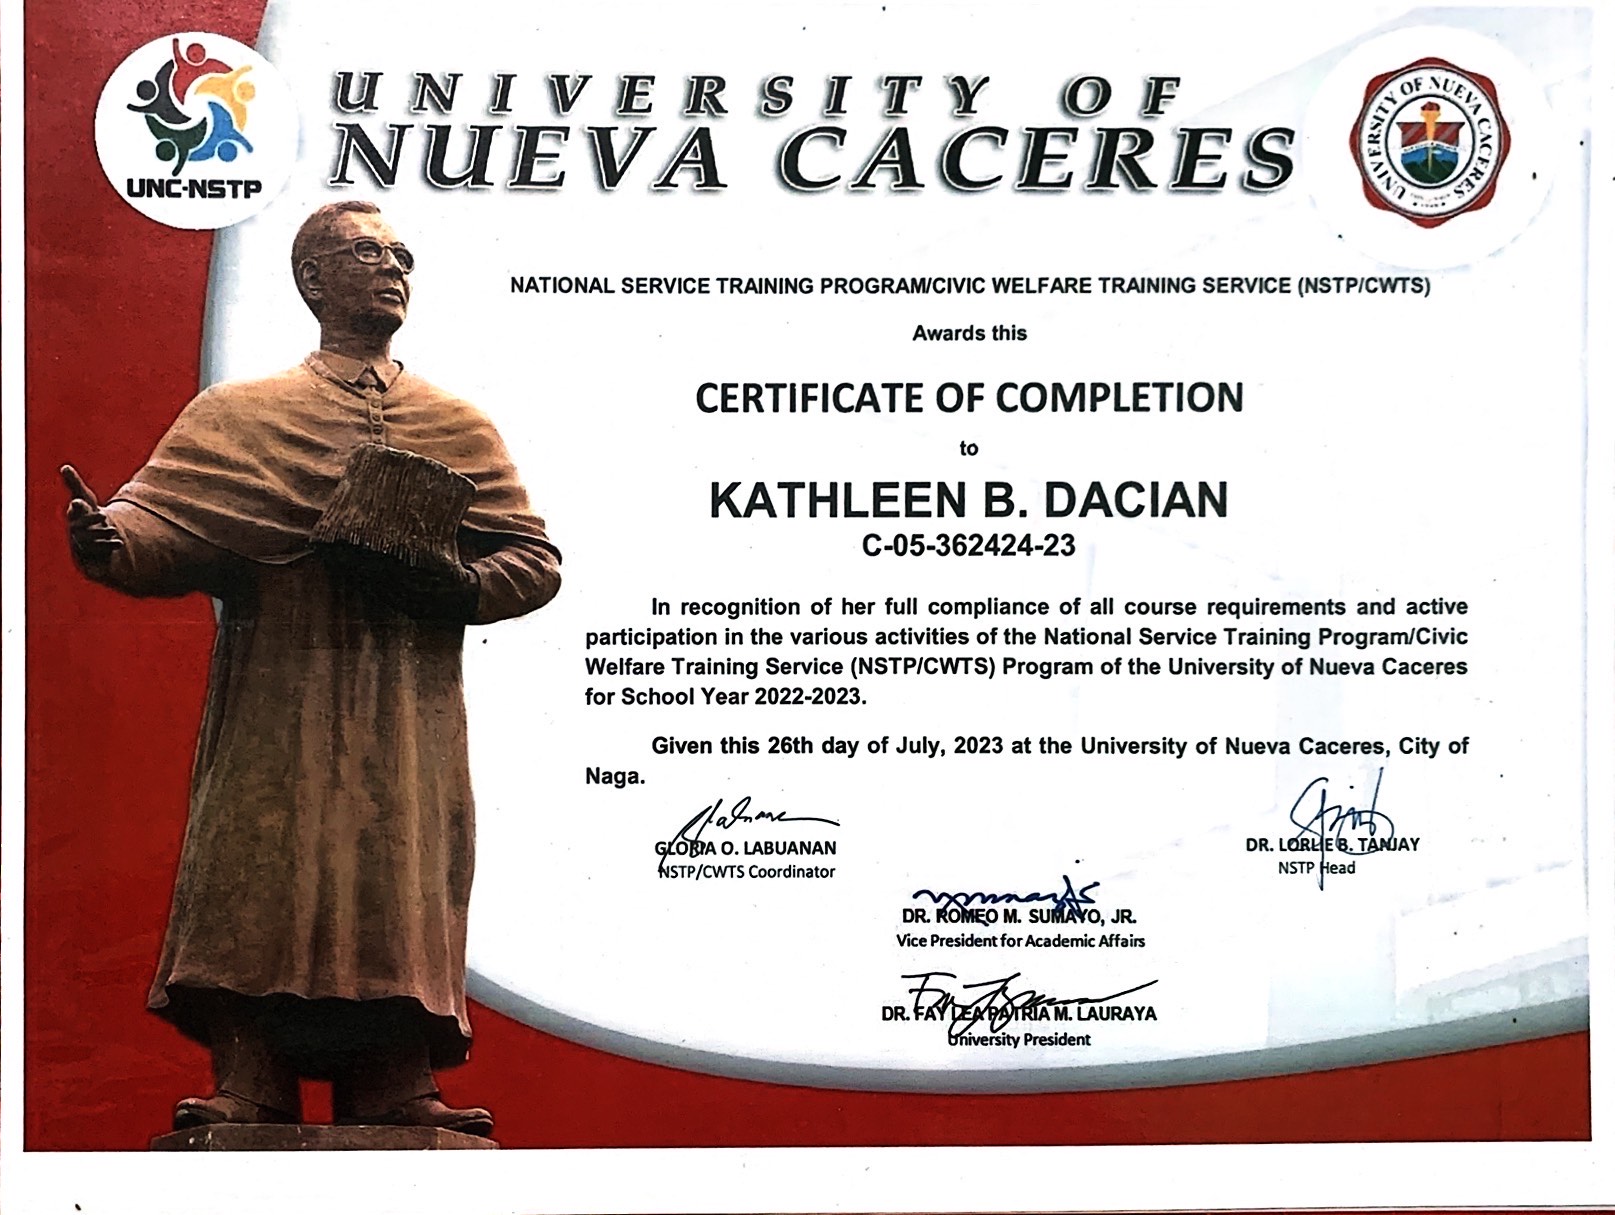 UNC-NSTP
UNIVERSITY OF
NUEVA CACERES
UNIVERSITY OF NUEVA CACERES
NATIONAL SERVICE TRAINING PROGRAM/CIVIC WELFARE TRAINING SERVICE (NSTP/CWTS)
Awards this
CERTIFICATE OF COMPLETION
to
KATHLEEN B. DACIAN
C-05-362424-23
In recognition of her full compliance of all course requirements and active
participation in the various activities of the National Service Training Program/Civic
Welfare Training Service (NSTP/CWTS) Program of the University of Nueva Caceres
for School Year 2022-2023.
Given this 26th day of July, 2023 at the University of Nueva Caceres, City of
Naga.
GLORIA O. LABUANAN
NSTP/CWTS Coordinator
DR. LORLIE B. TANJAY
NSTP Head
DR. ROMEO M. SUMAYO, JR.
Vice President for Academic Affairs
DR. FAY LEA PATRIA M. LAURAYA
University President